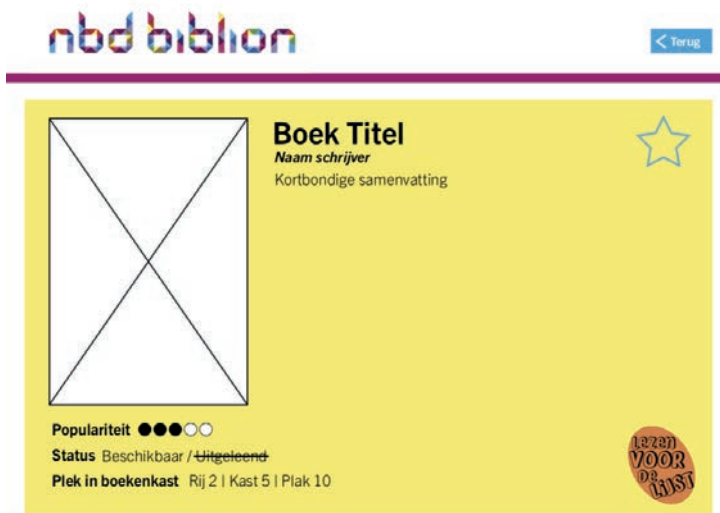 nbd biblion
< Terug
Boek Titel
Naam schrijver
Kortbondige samenvatting
Populariteit
Status Beschikbaar / Uitgeleend
Plek in boekenkast Rij 2 | Kast 5 | Plak 10
LEZEN
VOOR
DE
LIJST